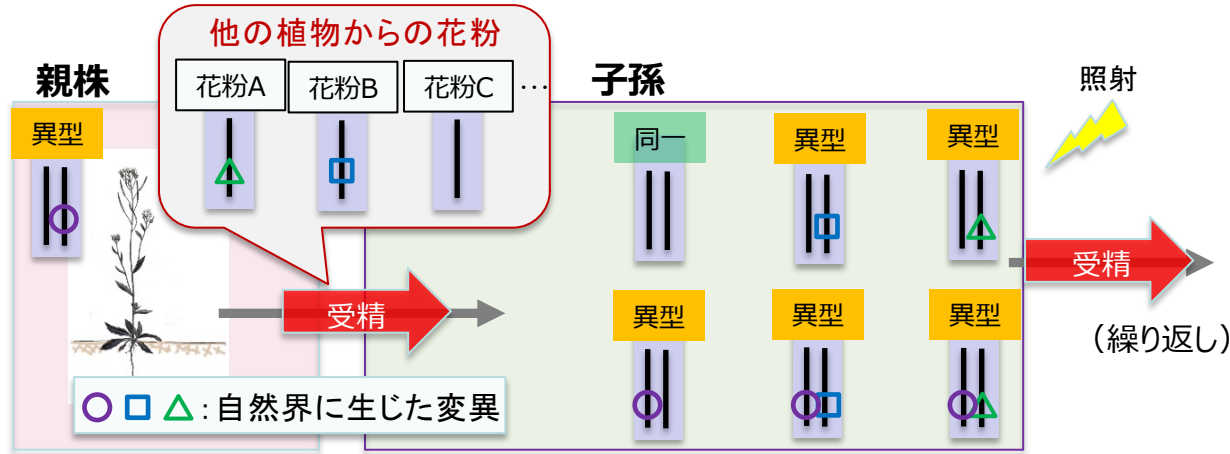 他の植物からの花粉
親株
花粉A
花粉B
花粉C
…
子孫
照射
異型
同一
異型
異型
受精
受精
異型
異型
異型
(繰り返し)
○ □ △ : 自然界に生じた変異